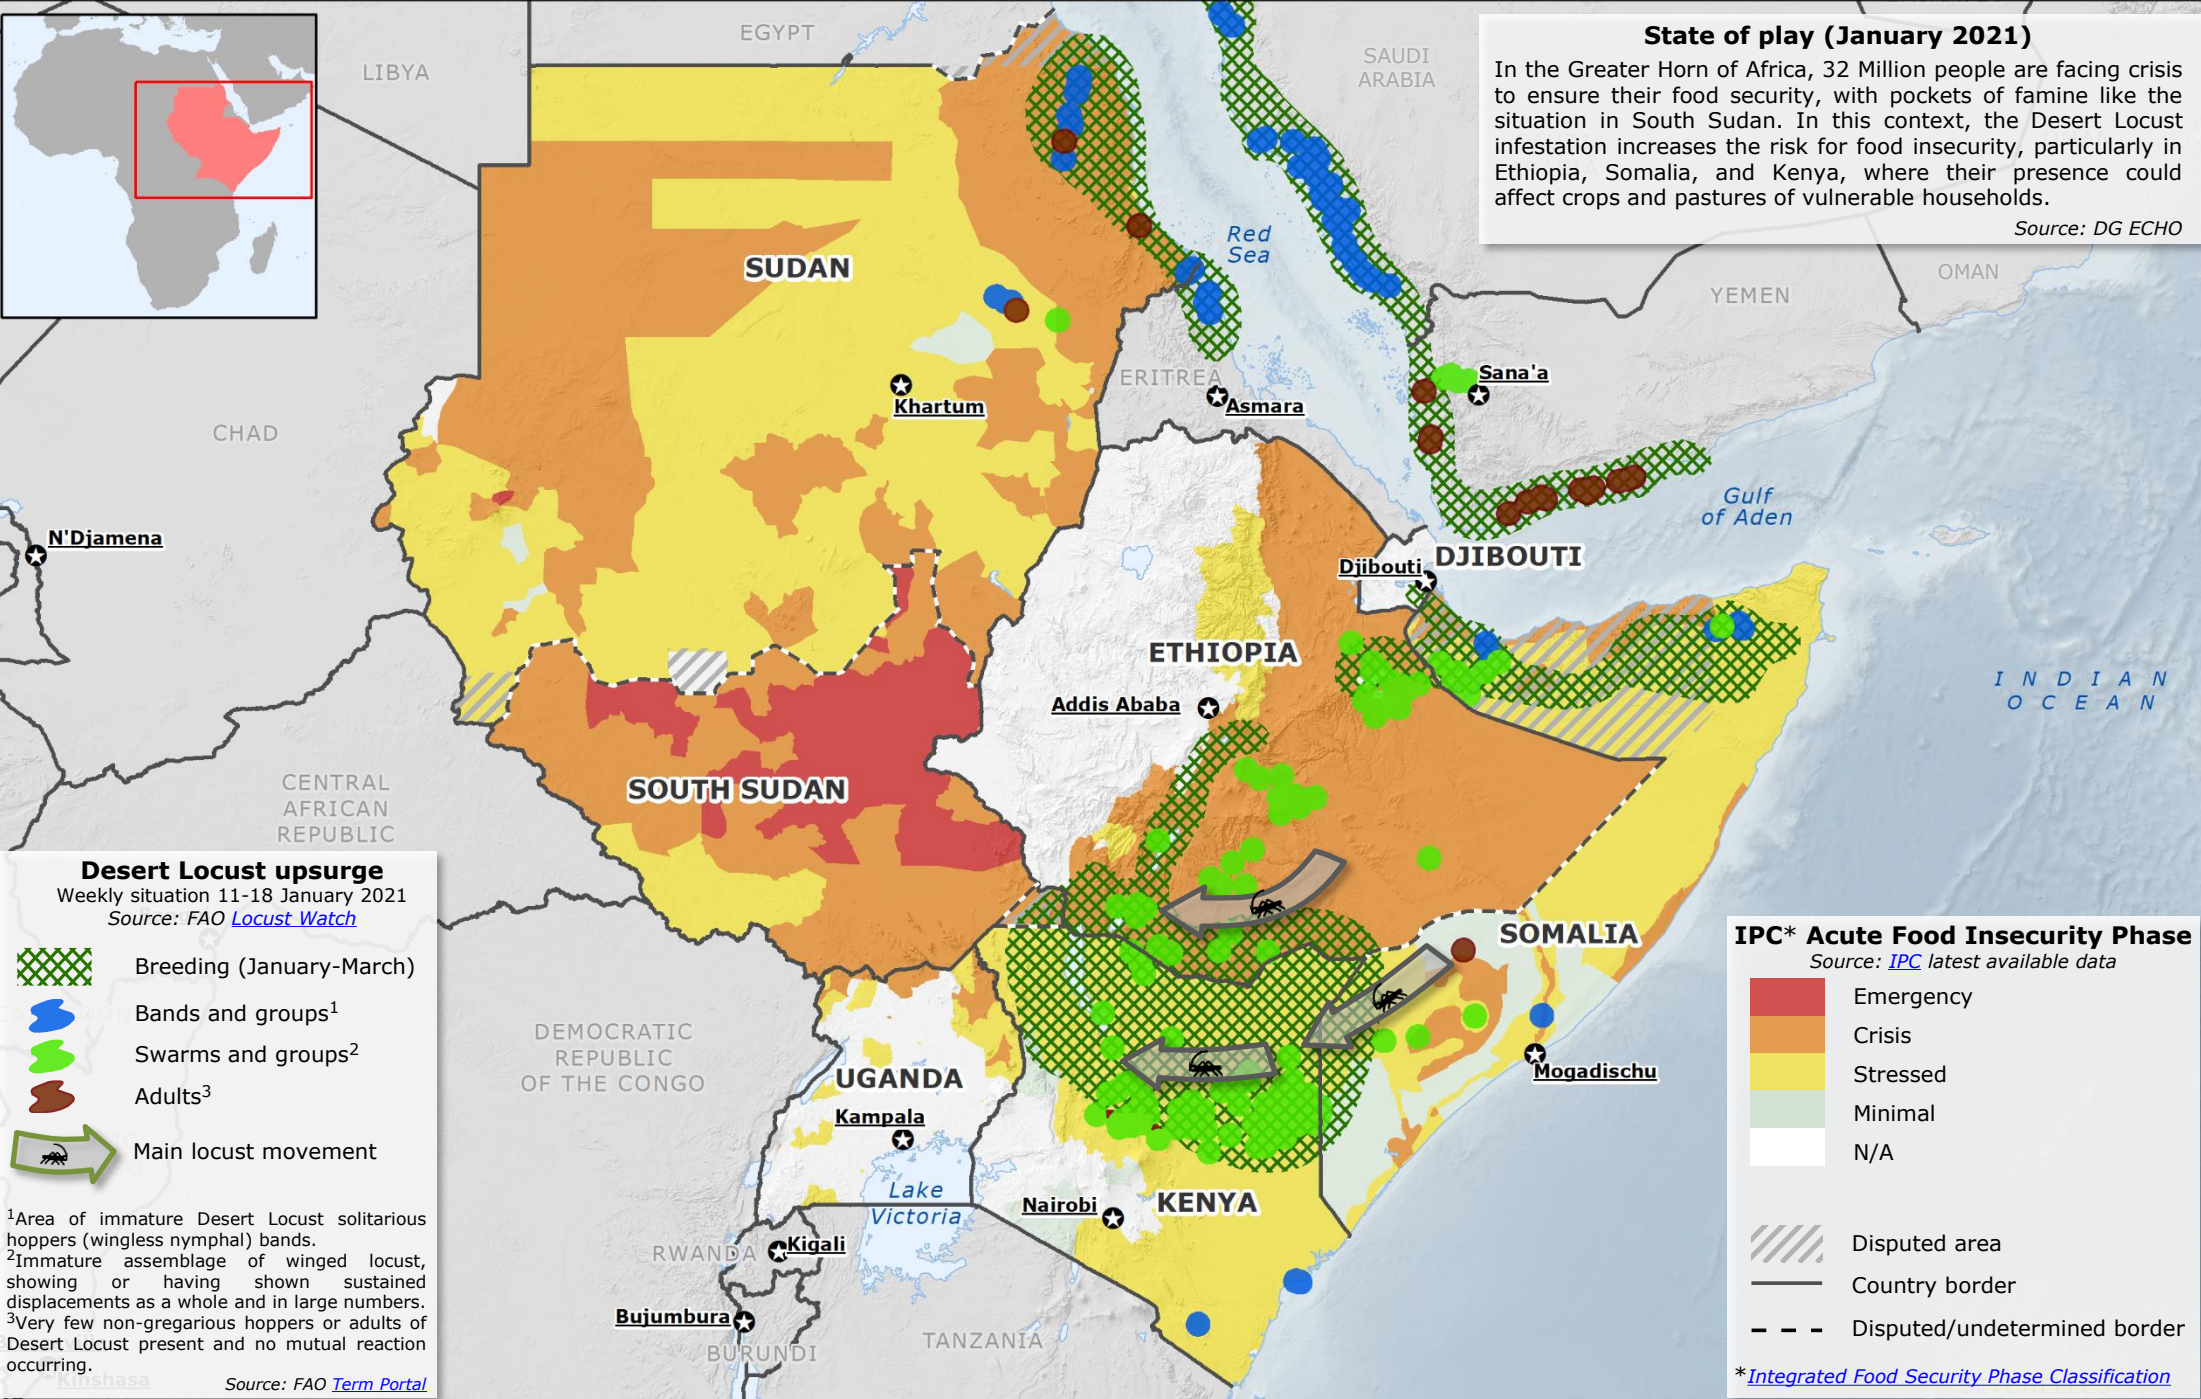 EGYPT
LIBYA
SAUDI
ARABIA
State of play (January 2021)
In the Greater Horn of Africa, 32 Million people are facing crisis
to ensure their food security, with pockets of famine like the
situation in South Sudan. In this context, the Desert Locust
infestation increases the risk for food insecurity, particularly in
Ethiopia, Somalia, and Kenya, where their presence could
affect crops and pastures of vulnerable households.
Source: DG ECHO
Red
Sea
SUDAN
OMAN
YEMEN
Sana'a
ERITREA
Khartum
Asmara
CHAD
Gulf
of Aden
N'Djamena
DJIBOUTI
Djibouti
ETHIOPIA
INDIAN
OCEAN
Addis Ababa
SOUTH SUDAN
CENTRAL
AFRICAN
REPUBLIC
SOMALIA
DEMOCRATIC
REPUBLIC
OF THE CONGO
Mogadischu
UGANDA
Kampala
Lake
Victoria
Nairobi
KENYA
RWANDA
Kigali
Bujumbura
BURUNDI
TANZANIA
Desert Locust upsurge
Weekly situation 11-18 January 2021
Source: FAO Locust Watch
Breeding (January-March)
Bands and groups1
Swarms and groups2
Adults3
Main locust movement
1Area of immature Desert Locust solitarious
hoppers (wingless nymphal) bands.
2Immature assemblage of winged locust,
showing or having shown sustained
displacements as a whole and in large numbers.
3Very few non-gregarious hoppers or adults of
Desert Locust present and no mutual reaction
occurring.
Kinshasa
Source: FAO Term Portal
IPC* Acute Food Insecurity Phase
Source: IPC latest available data
Emergency
Crisis
Stressed
Minimal
N/A
Disputed area
Country border
Disputed/undetermined border
*Integrated Food Security Phase Classification